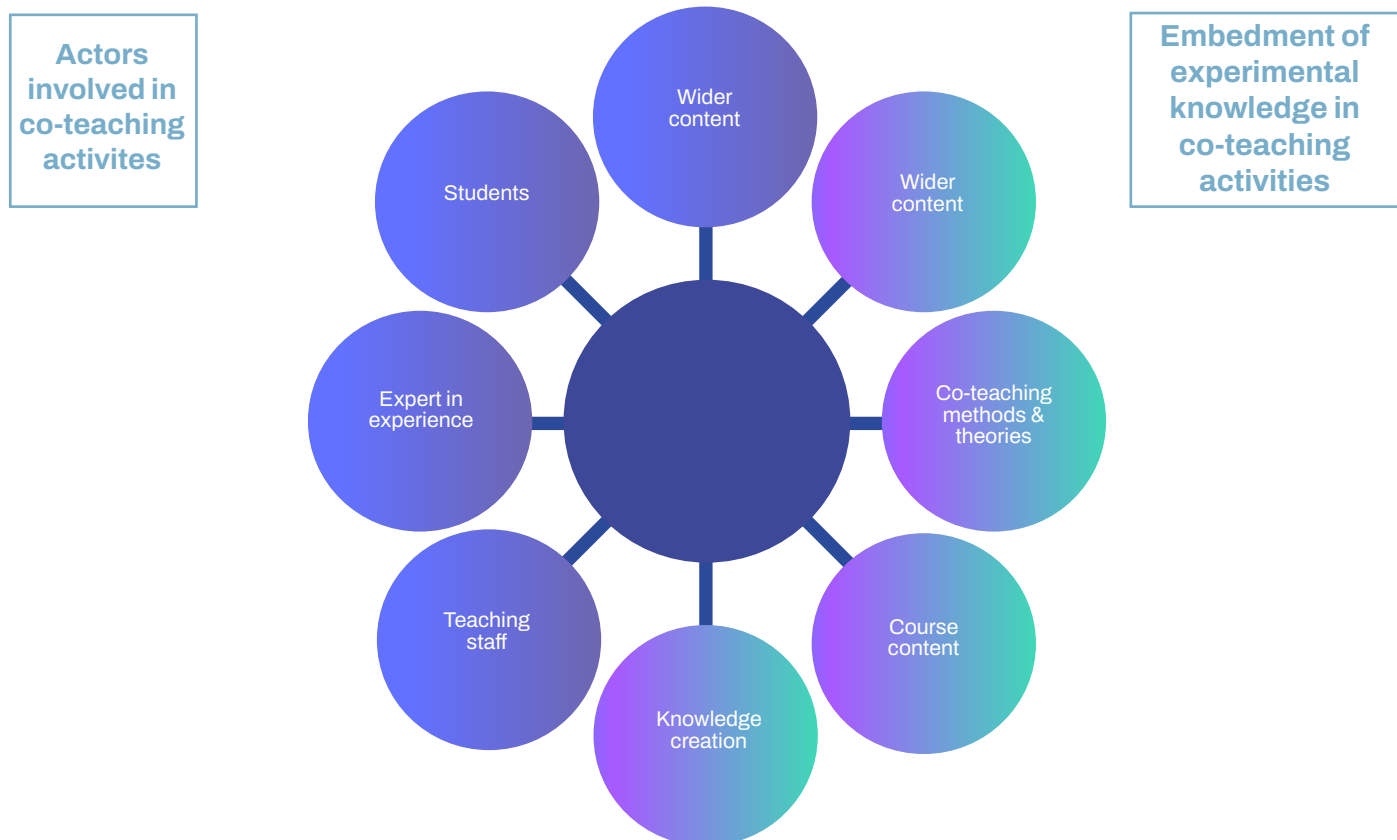 Actors
involved in
co-teaching
activites
Embedment of
experimental
knowledge in
co-teaching
activities
Wider
content
Wider
content
Students
Co-teaching
methods &
theories
Expert in
experience
Course
content
Teaching
staff
Knowledge
creation